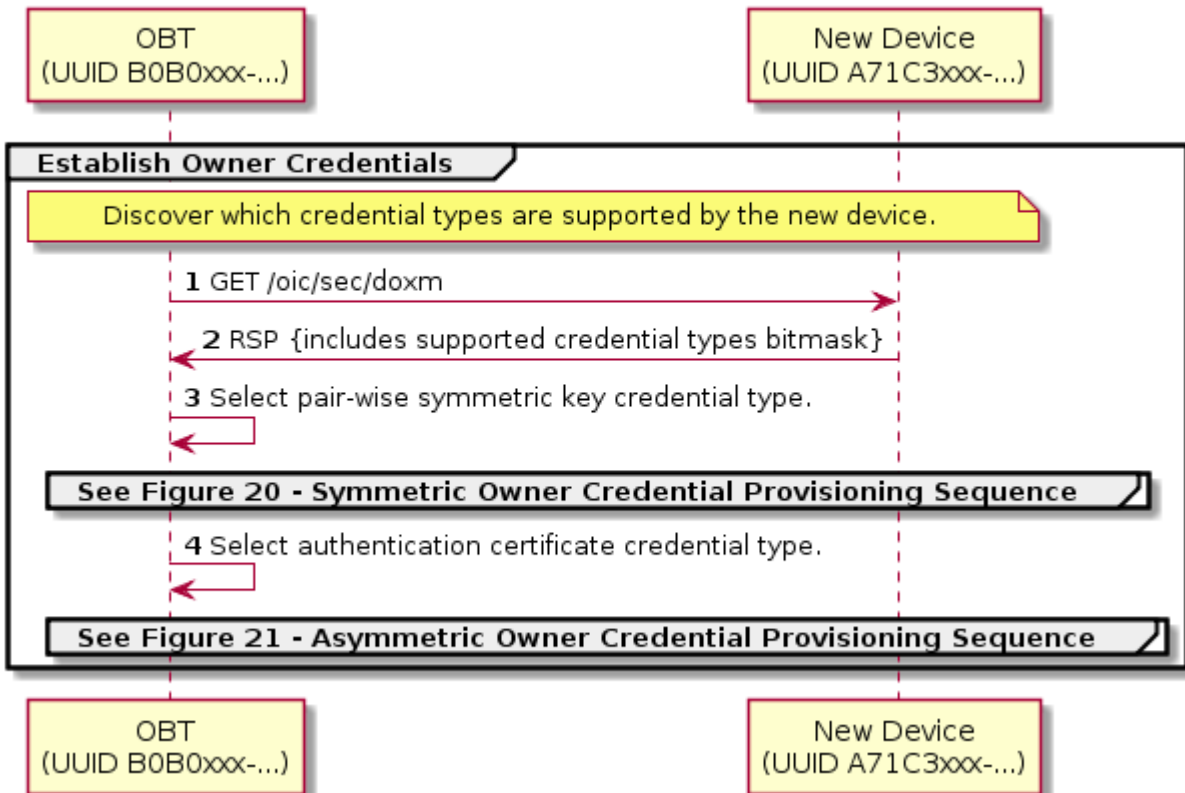 OBT
(UUID B0B0xxx-...)
New Device
(UUID A71C3xxx-...)
Establish Owner Credentials
Discover which credential types are supported by the new device.
1 GET /oic/sec/doxm
2 RSP {includes supported credential types bitmask}
3 Select pair-wise symmetric key credential type.
See Figure 20 - Symmetric Owner Credential Provisioning Sequence
4 Select authentication certificate credential type.
See Figure 21 - Asymmetric Owner Credential Provisioning Sequence
OBT
(UUID B0B0xxx-...)
New Device
(UUID A71C3xxx-...)